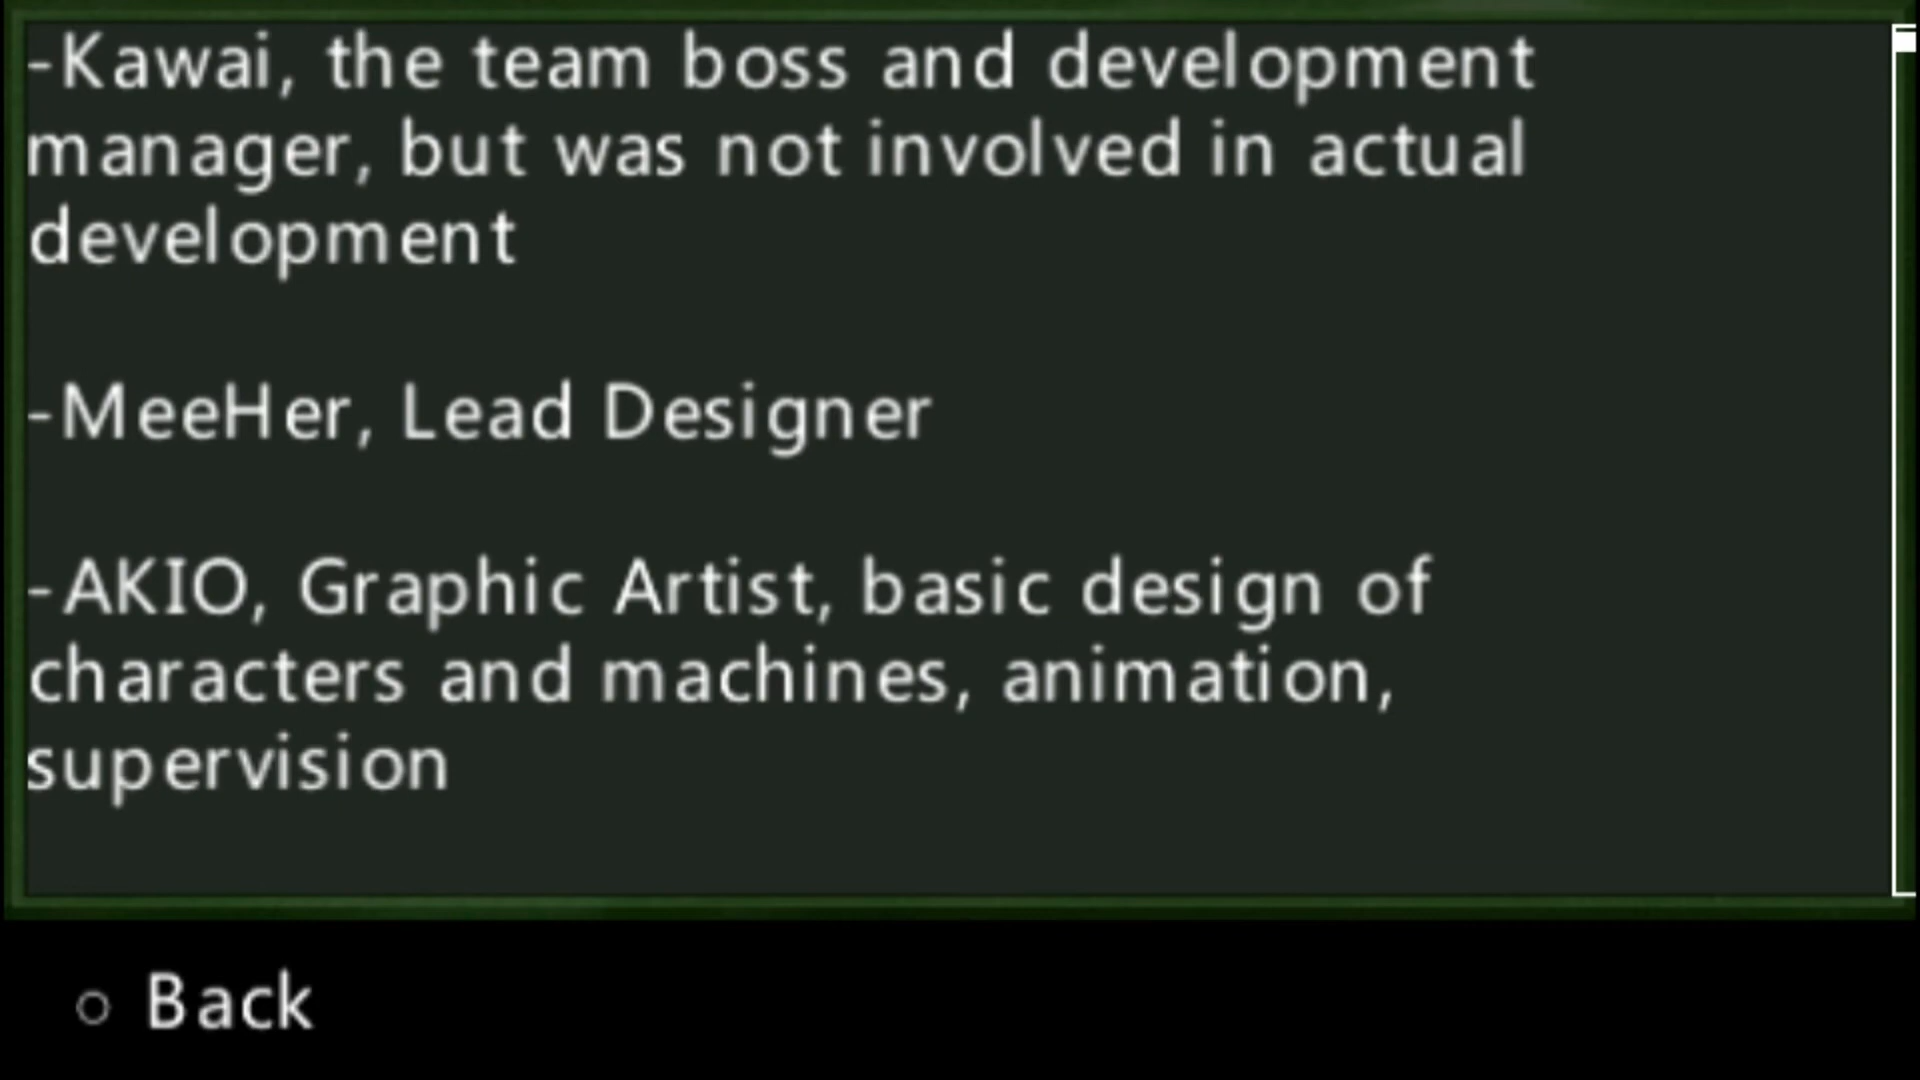 -Kawai, the team boss and development
manager, but was not involved in actual
development
-MeeHer, Lead Designer
-AKIO, Graphic Artist, basic design of
characters and machines, animation,
supervision
Back